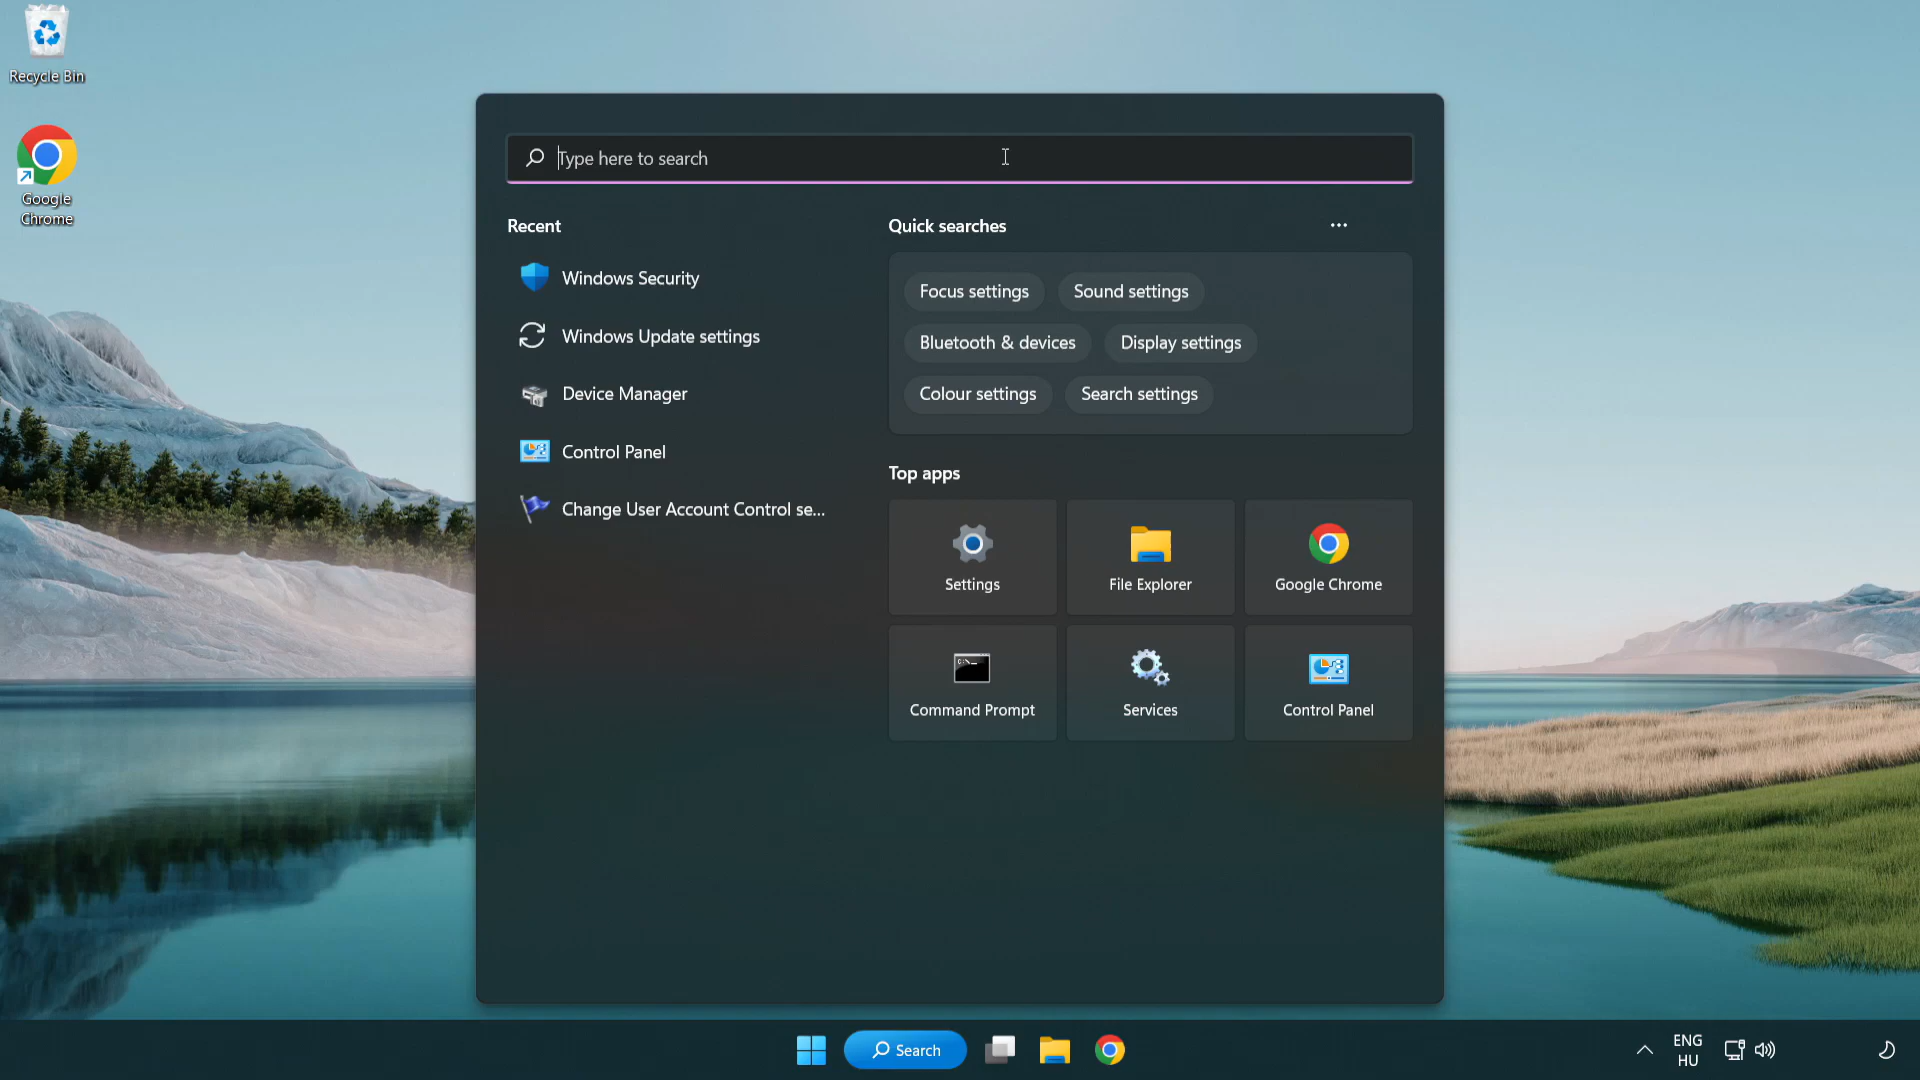 Recycle Bin
Google
Chrome
Type here to search
Recent
Windows Security
Windows Update settings
Device Manager
Control Panel
Change User Account Control se...
Quick searches
Focus settings
Sound settings
Bluetooth & devices
Display settings
Colour settings
Search settings
Top apps
Settings
File Explorer
Google Chrome
Command Prompt
Services
Control Panel
Search
ENG
HU